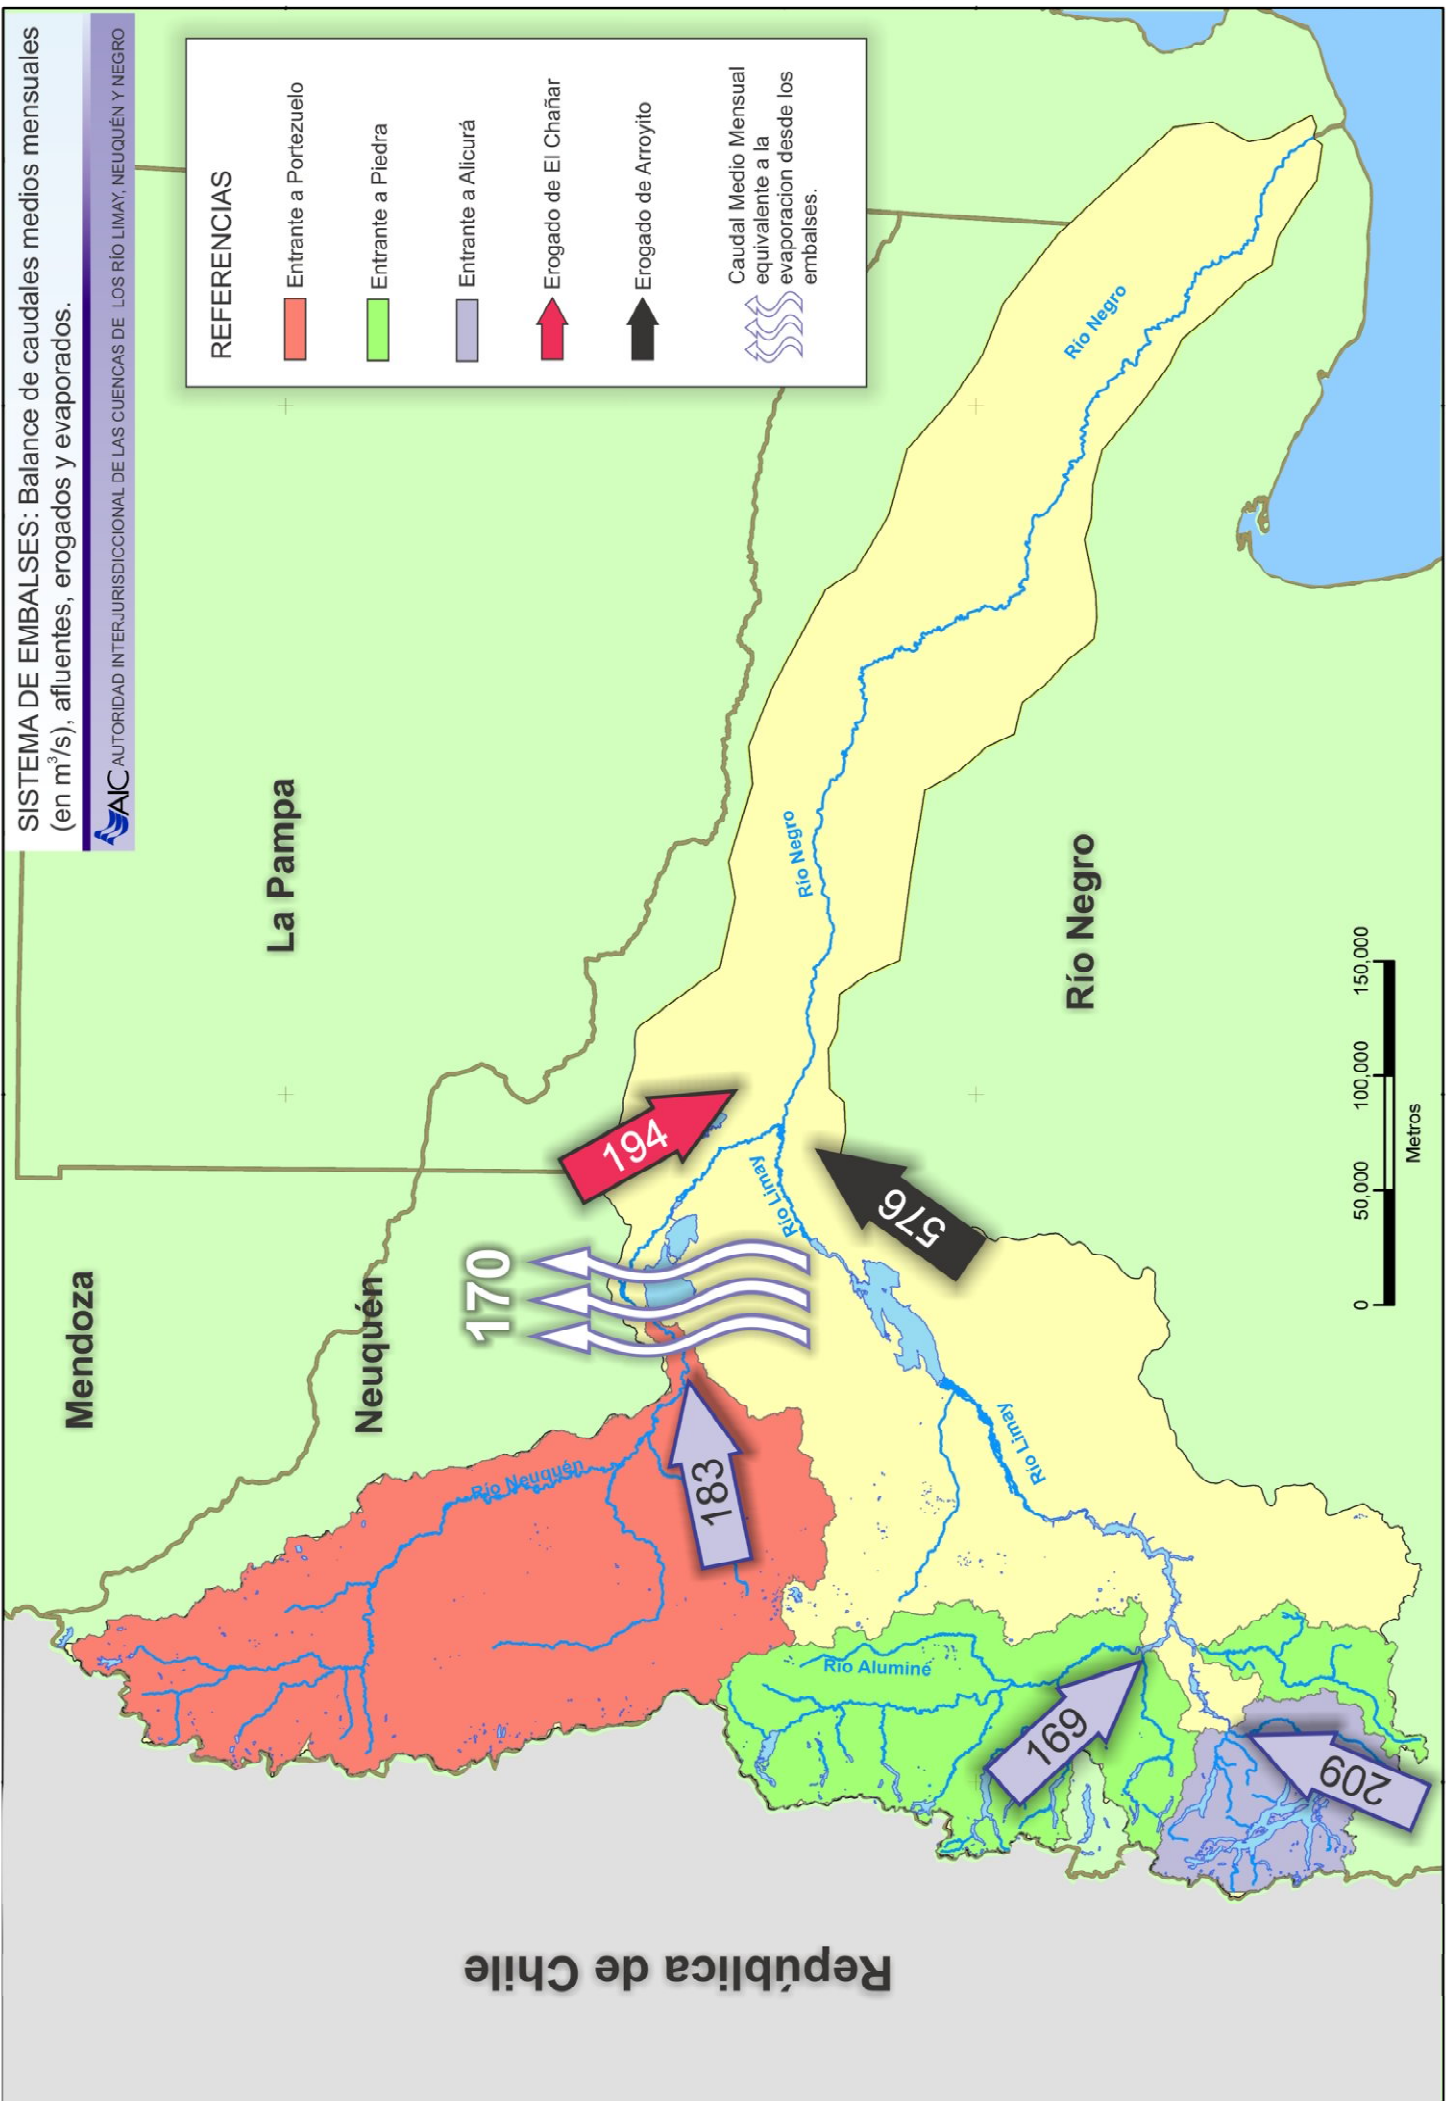 SISTEMA DE EMBALSES: Balance de caudales medios mensuales
(en m³/s), afluentes, erogados y evaporados.
AIC AUTORIDAD INTERJURISDICCIONAL DE LAS CUENCAS DE LOS RÍO LIMAY, NEUQUÉN Y NEGRO
REFERENCIAS
Entrante a Portezuelo
Entrante a Piedra
Entrante a Alicurá
Erogado de El Chañar
Erogado de Arroyito
Caudal Medio Mensual
equivalente a la
evaporacion desde los
embalses.
Mendoza
La Pampa
Neuquén
170
194
Río Neuquén
183
Río Limay
Río Negro
Río Negro
576
Río Aluminé
Río Limay
169
209
Río Negro
República de Chile
0 50,000 100,000 150,000
Metros